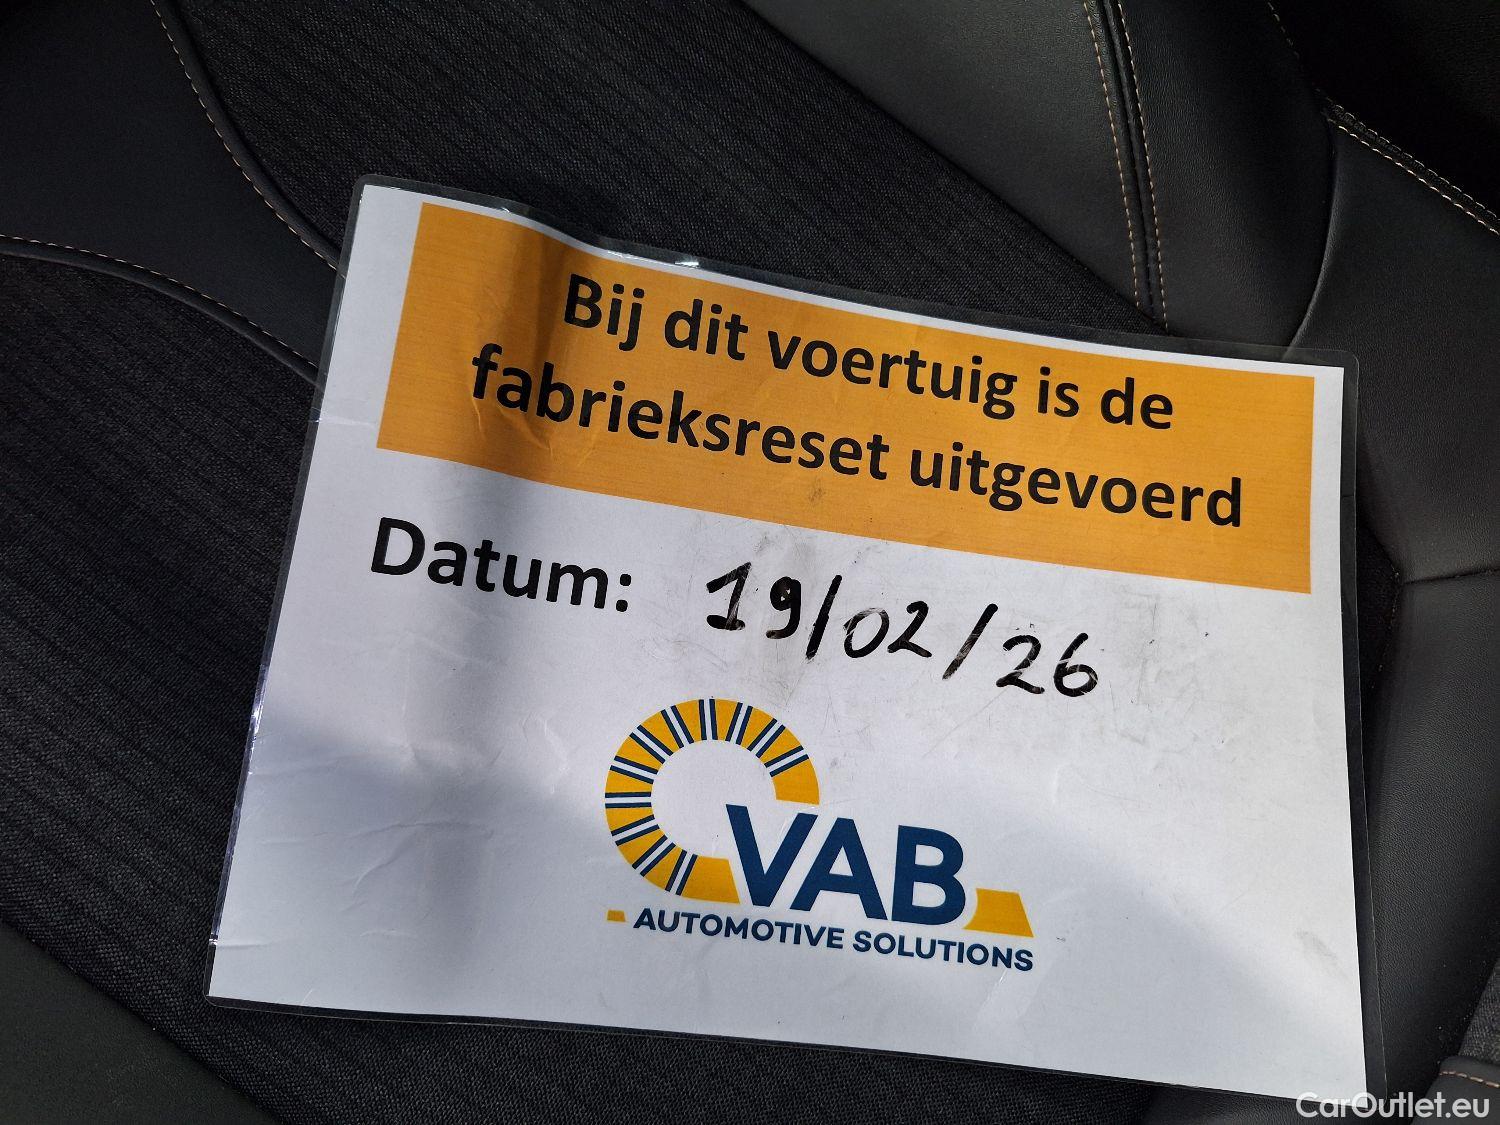 Bij dit voertuig is de
fabrieksreset uitgevoerd
Datum: 19/02/26
VAB
AUTOMOTIVE SOLUTIONS
CarOutlet.eu